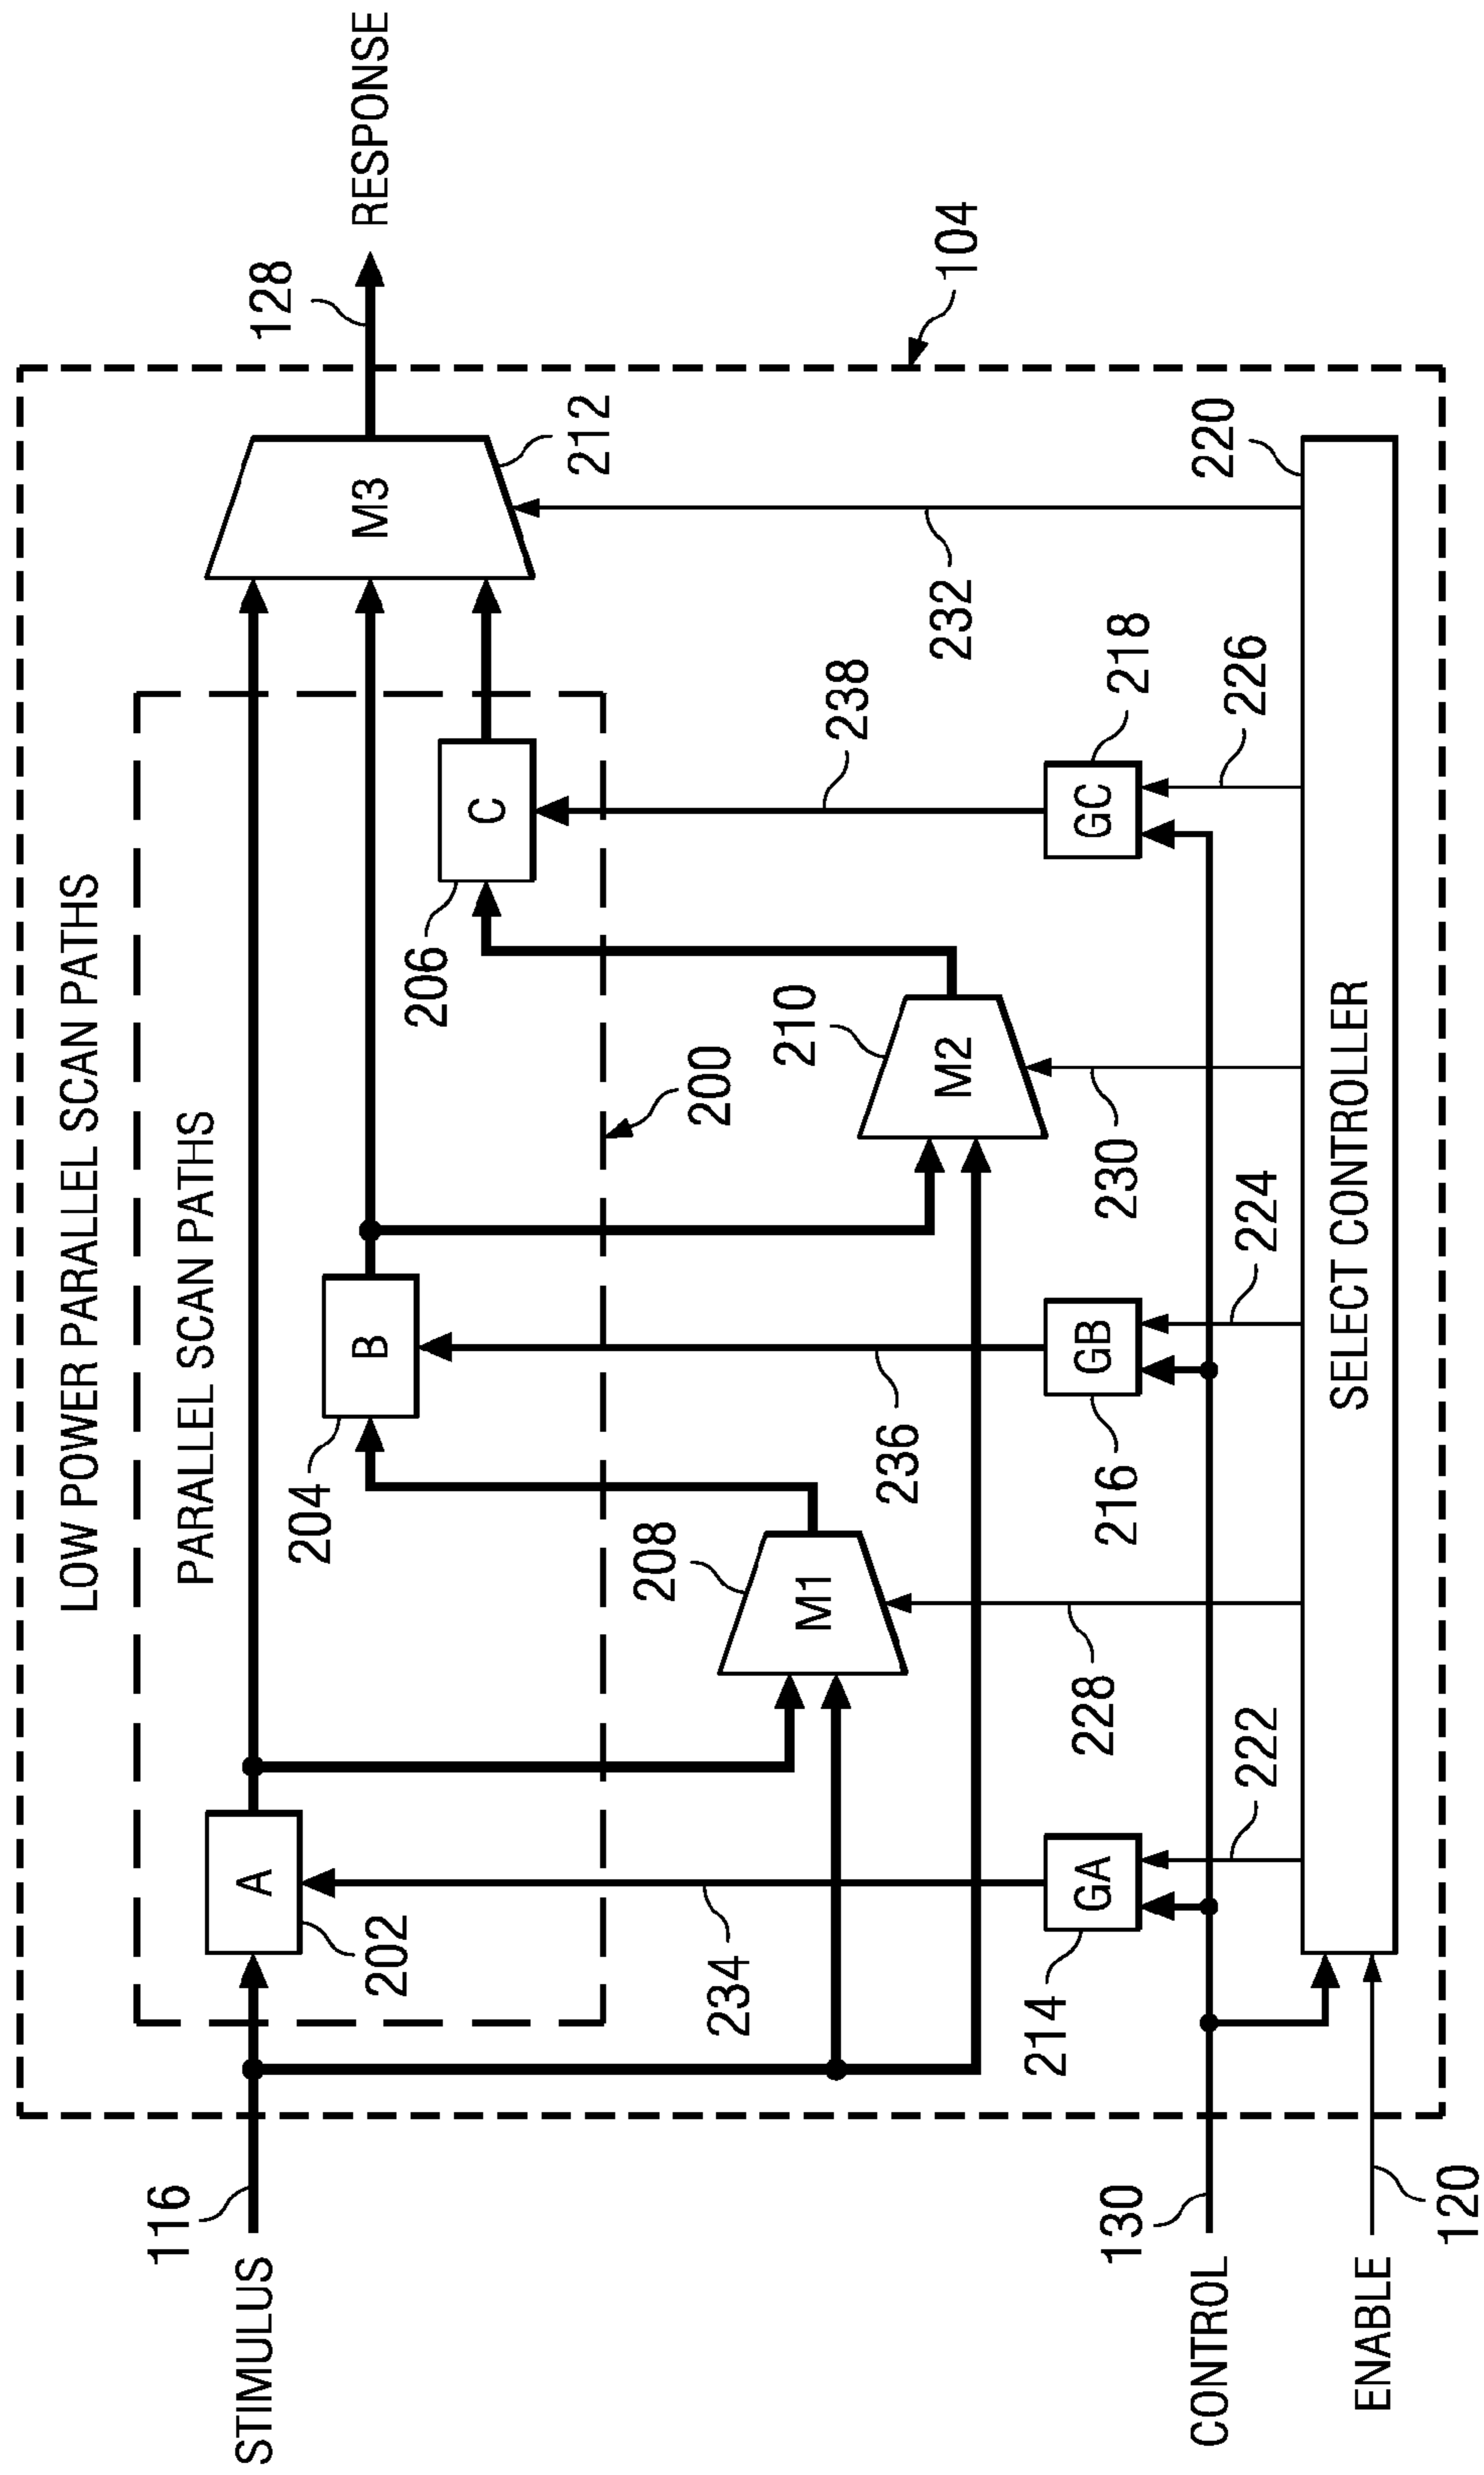 LOW POWER PARALLEL SCAN PATHS
PARALLEL SCAN PATHS
STIMULUS
116
A
202
B
204
C
206
M3
212
128
RESPONSE
104
200
M1
208
M2
210
234
236
238
232
GA
214
GB
216
GC
218
222
228
224
230
226
220
SELECT CONTROLLER
CONTROL
130
ENABLE
120